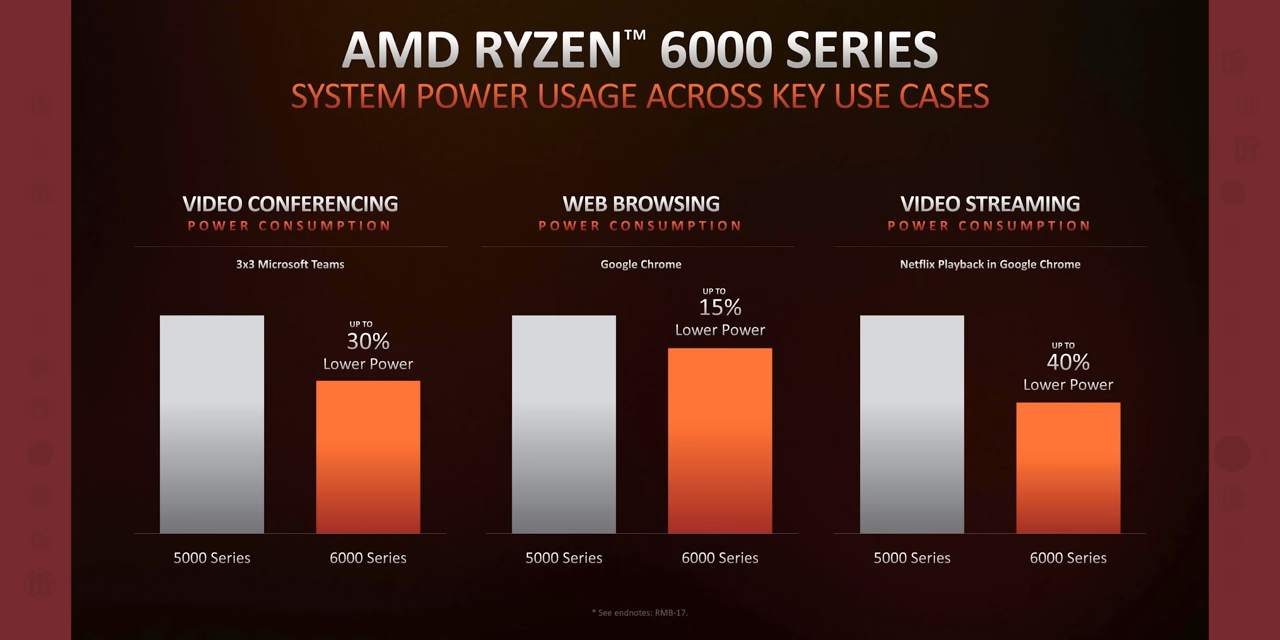 AMD RYZEN™ 6000 SERIES
SYSTEM POWER USAGE ACROSS KEY USE CASES
VIDEO CONFERENCING
POWER CONSUMPTION
3x3 Microsoft Teams
UP TO
30%
Lower Power
5000 Series
6000 Series
WEB BROWSING
POWER CONSUMPTION
Google Chrome
UP TO
15%
Lower Power
5000 Series
6000 Series
VIDEO STREAMING
POWER CONSUMPTION
Netflix Playback in Google Chrome
UP TO
40%
Lower Power
5000 Series
6000 Series
* See endnotes: RMB-17.